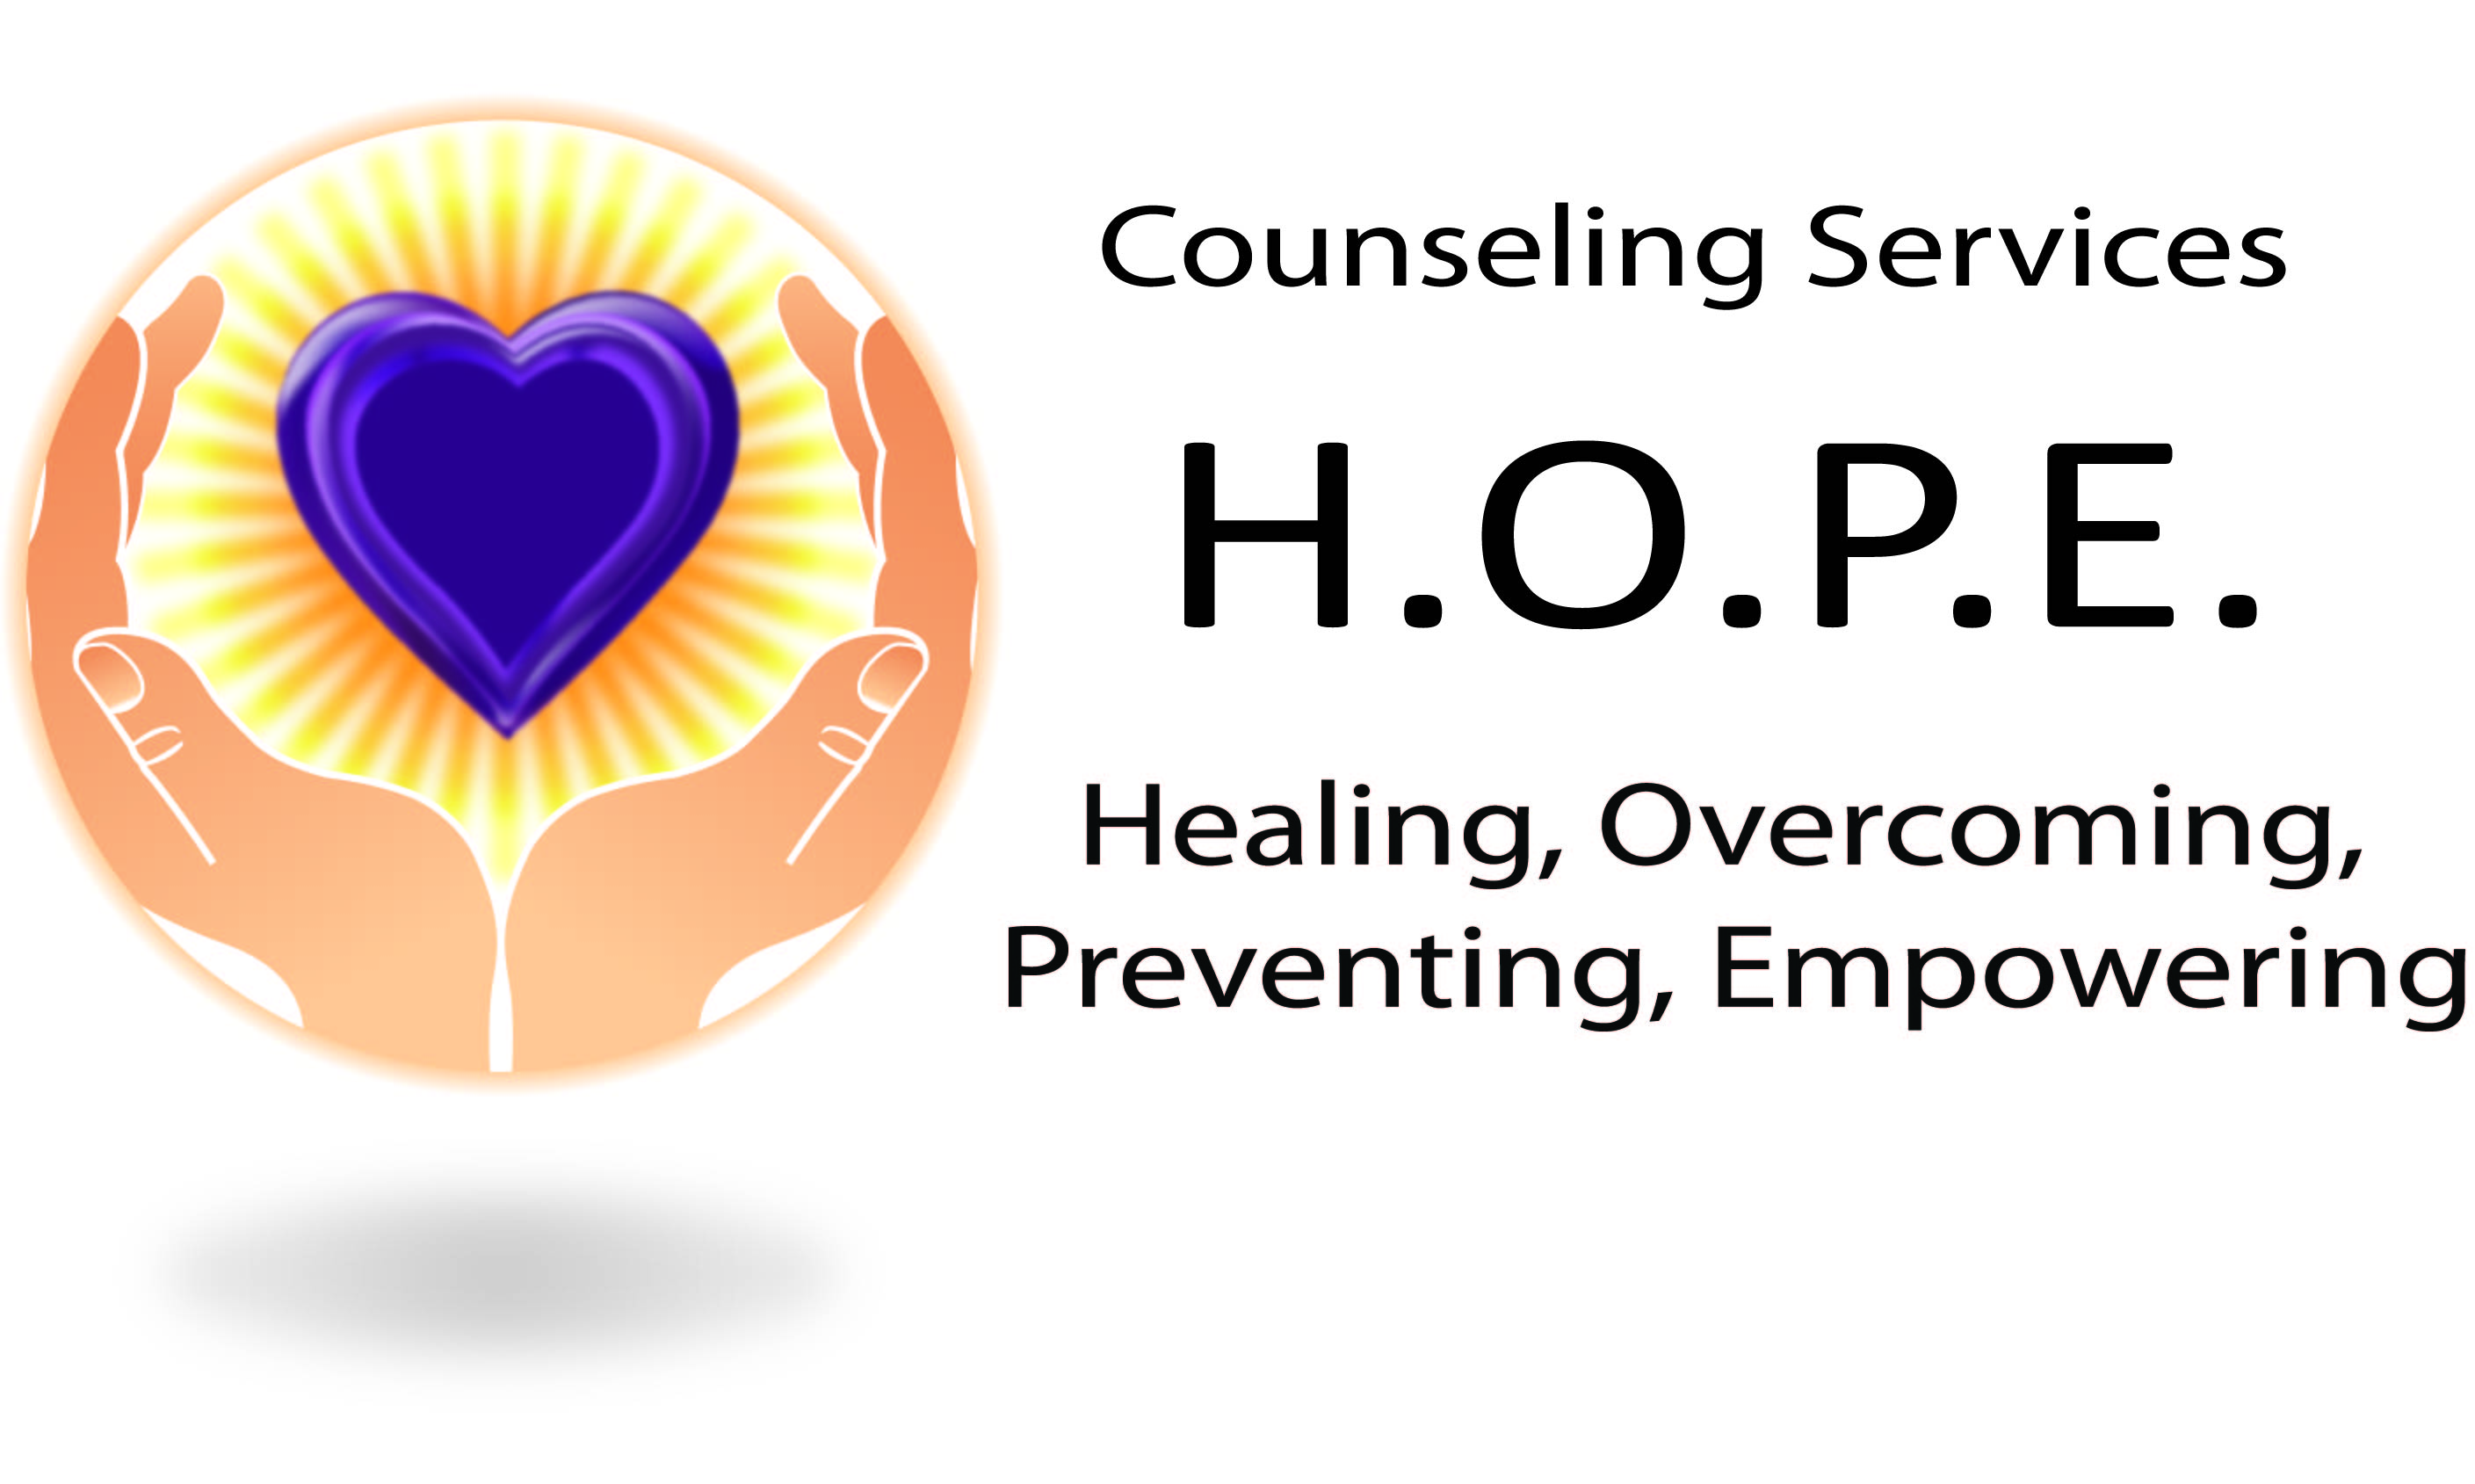 Counseling Services
H.O.P.E.
Healing, Overcoming,
Preventing, Empowering